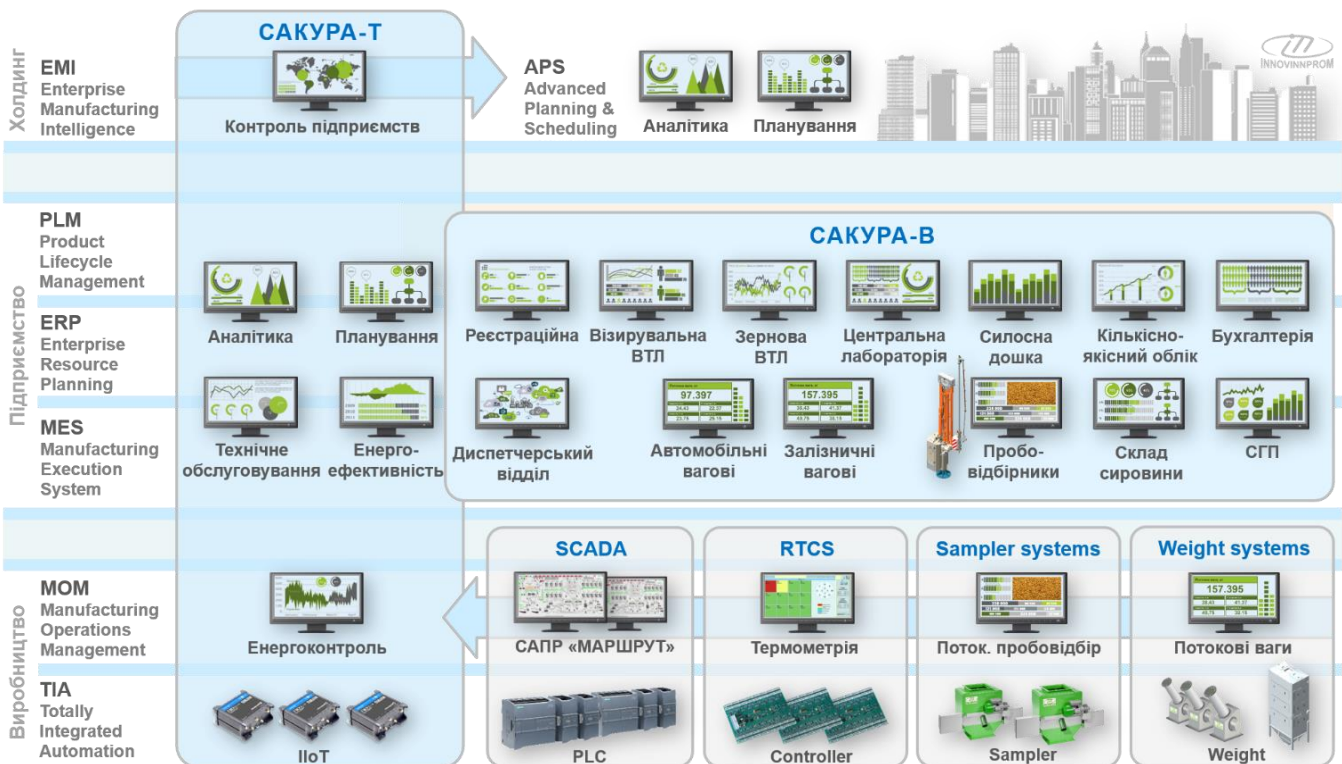 Холдинг
EMI
Enterprise
Manufacturing
Intelligence
САКУРА-Т
Контроль підприємств
APS
Advanced
Planning &
Scheduling
Аналітика
Планування
INNOVINNPROM
Підприємство
PLM
Product
Lifecycle
Management
ERP
Enterprise
Resource
Planning
MES
Manufacturing
Execution
System
Аналітика
Планування
Технічне
обслуговування
Енерго-
ефективність
САКУРА-В
Реєстраційна
Візирувальна
ВТЛ
Зернова
ВТЛ
Центральна
лабораторія
Силосна
дошка
Кількісно-
якісний облік
Бухгалтерія
Диспетчерський
відділ
97.397
Автомобільні
вагові
157.395
Залізничні
вагові
Пробо-
відбірники
Склад
сировини
СГП
Виробництво
MOM
Manufacturing
Operations
Management
TIA
Totally
Integrated
Automation
Енергоконтроль
IIoT
SCADA
САПР «МАРШРУТ»
PLC
RTCS
Термометрія
Controller
Sampler systems
Поток. пробовідбір
Sampler
Weight systems
157.395
Потокові ваги
Weight